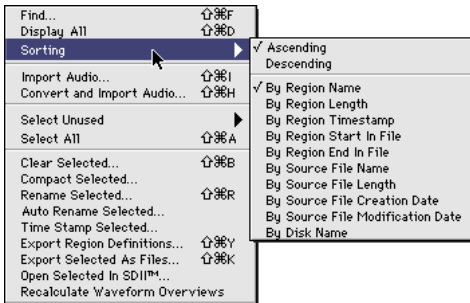 Find... ⇧⌘F
Display All ⇧⌘D
Sorting
Import Audio... ⇧⌘I
Convert and Import Audio... ⇧⌘H
Select Unused
Select All ⇧⌘A
Clear Selected... ⇧⌘B
Compact Selected...
Rename Selected... ⇧⌘R
Auto Rename Selected...
Time Stamp Selected...
Export Region Definitions... ⇧⌘Y
Export Selected As Files... ⇧⌘K
Open Selected In SDII™...
Recalculate Waveform Overviews
✓ Ascending
Descending
✓ By Region Name
By Region Length
By Region Timestamp
By Region Start In File
By Region End In File
By Source File Name
By Source File Length
By Source File Creation Date
By Source File Modification Date
By Disk Name